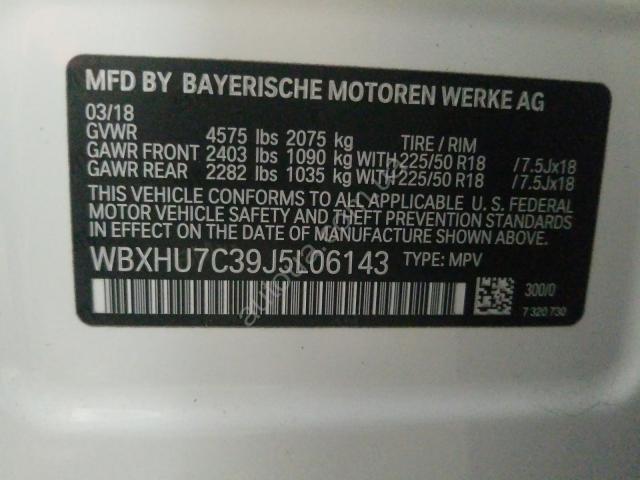 MFD BY BAYERISCHE MOTOREN WERKE AG
03/18
GVWR 4575 lbs 2075 kg TIRE / RIM
GAWR FRONT 2403 lbs 1090 kg WITH 225/50 R18 /7.5Jx18
GAWR REAR 2282 lbs 1035 kg WITH 225/50 R18 /7.5Jx18
THIS VEHICLE CONFORMS TO ALL APPLICABLE U. S. FEDERAL
MOTOR VEHICLE SAFETY AND THEFT PREVENTION STANDARDS
IN EFFECT ON THE DATE OF MANUFACTURE SHOWN ABOVE.
WBXHU7C39J5L06143 TYPE: MPV
300/0
7 320 730